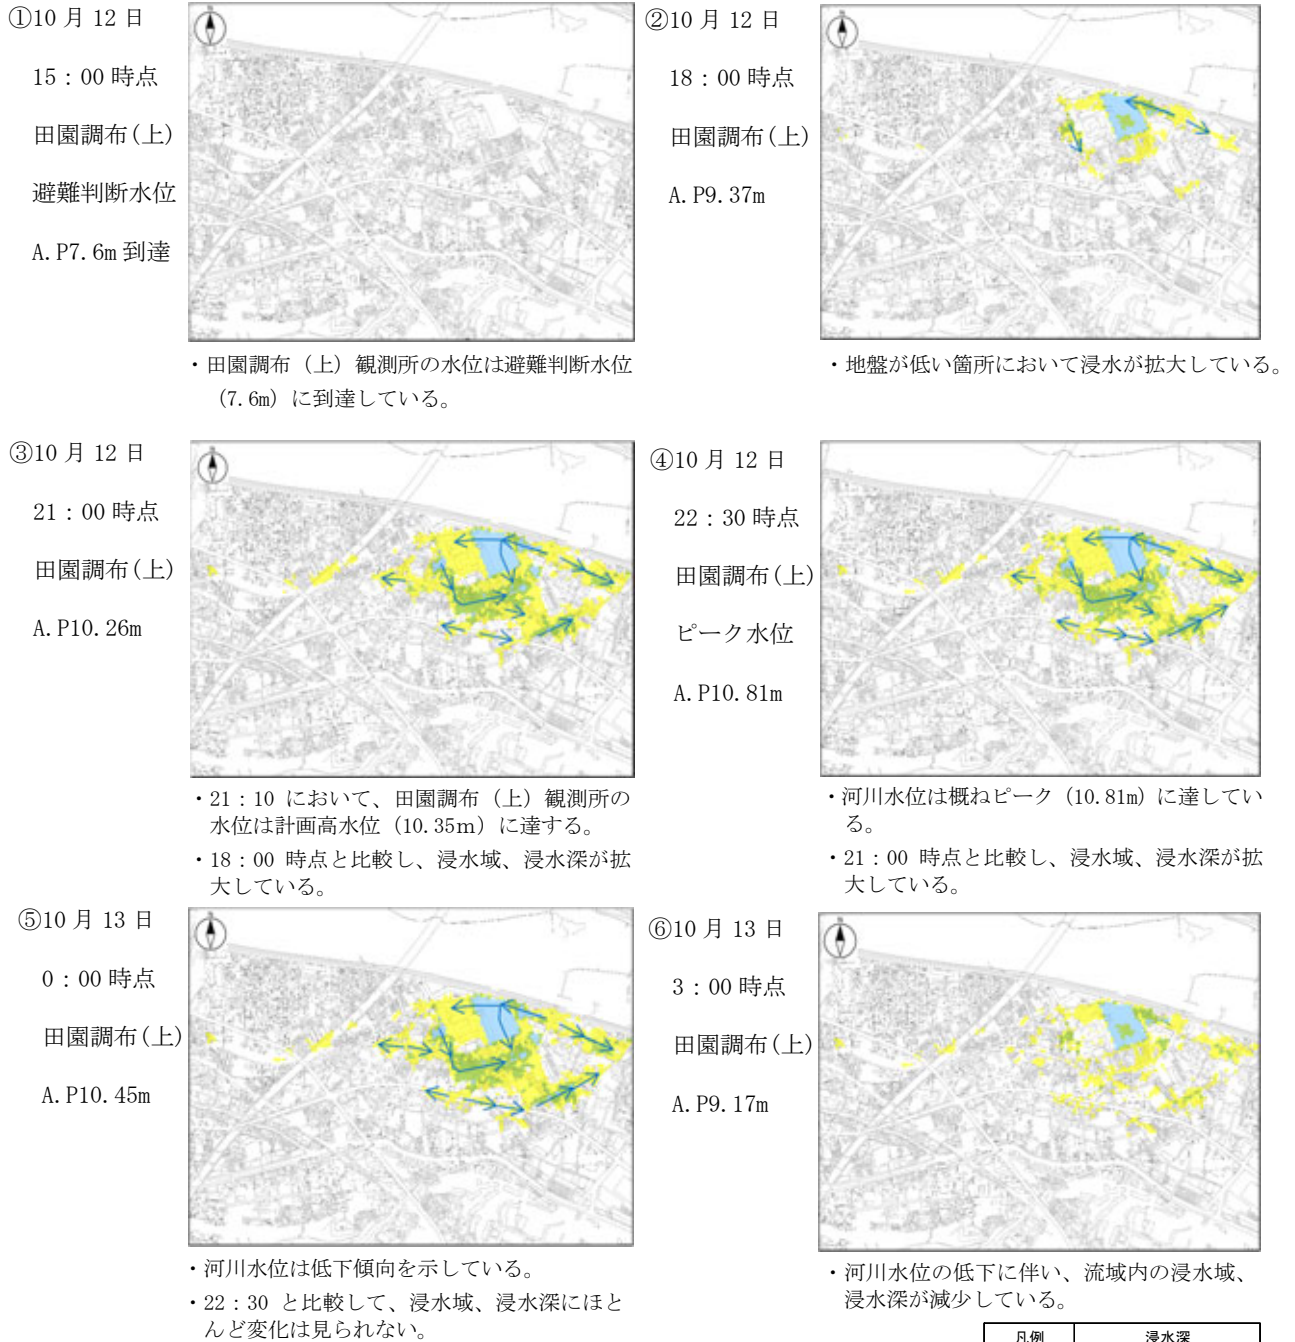 ①10 月 12 日
15：00 時点
田園調布(上)
避難判断水位
A.P7.6m 到達
・田園調布（上）観測所の水位は避難判断水位
（7.6m）に到達している。
②10 月 12 日
18：00 時点
田園調布(上)
A.P9.37m
・地盤が低い箇所において浸水が拡大している。
③10 月 12 日
21：00 時点
田園調布(上)
A.P10.26m
・21：10 において、田園調布（上）観測所の
水位は計画高水位（10.35m）に達する。
・18：00 時点と比較し、浸水域、浸水深が拡
大している。
④10 月 12 日
22：30 時点
田園調布(上)
ピーク水位
A.P10.81m
・河川水位は概ねピーク（10.81m）に達してい
る。
・21：00 時点と比較し、浸水域、浸水深が拡
大している。
⑤10 月 13 日
0：00 時点
田園調布(上)
A.P10.45m
・河川水位は低下傾向を示している。
・22：30 と比較して、浸水域、浸水深にほと
んど変化は見られない。
⑥10 月 13 日
3：00 時点
田園調布(上)
A.P9.17m
・河川水位の低下に伴い、流域内の浸水域、
浸水深が減少している。
凡例 浸水深